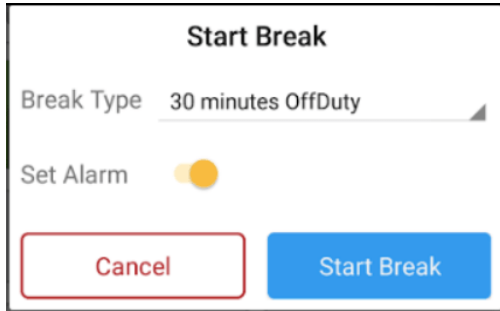 Start Break
Break Type 30 minutes OffDuty
Set Alarm
Cancel Start Break